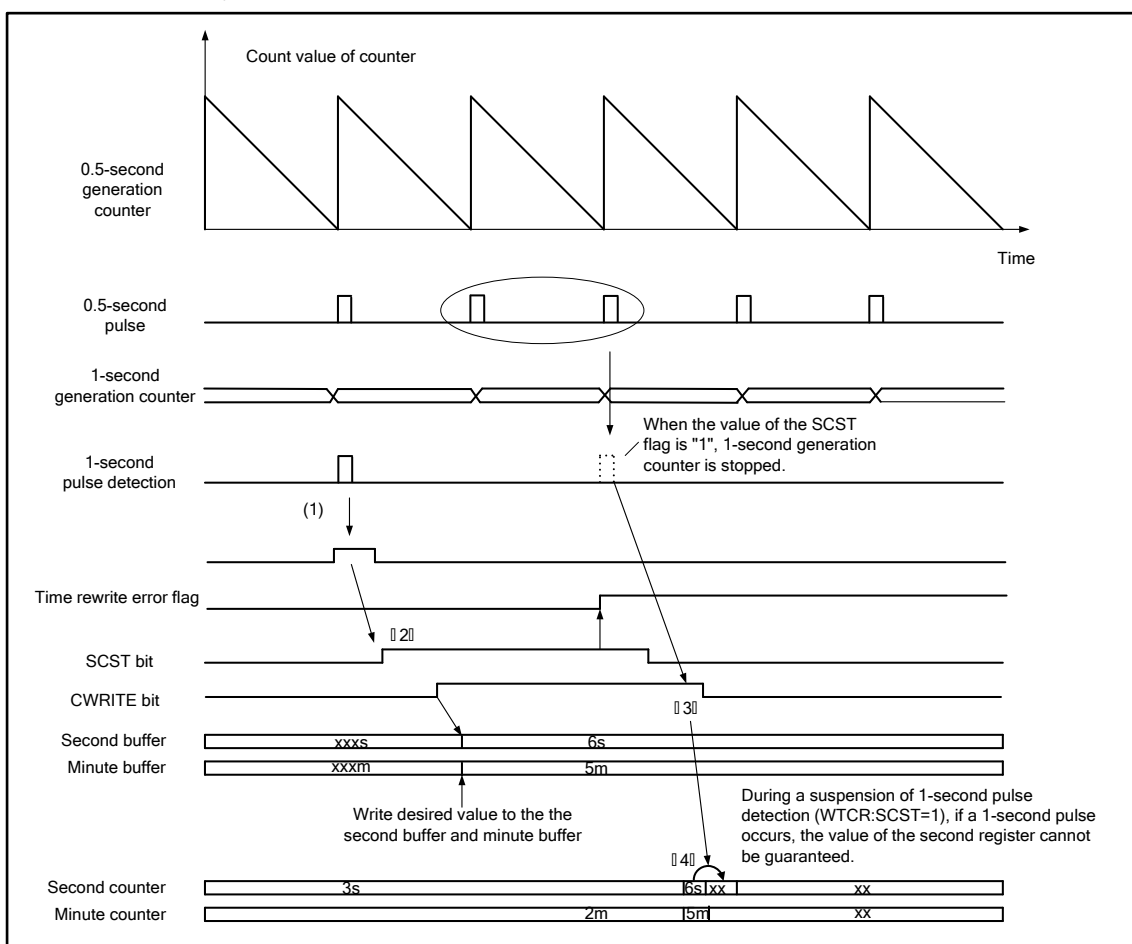 Count value of counter
0.5-second
generation
counter
Time
0.5-second
pulse
1-second
generation counter
When the value of the SCST
flag is "1", 1-second generation
counter is stopped.
1-second
pulse detection
(1)
Time rewrite error flag
▯2▯
SCST bit
CWRITE bit
▯3▯
Second buffer
xxxs
6s
Minute buffer
xxxm
5m
Write desired value to the the
second buffer and minute buffer
During a suspension of 1-second pulse
detection (WTCR:SCST=1), if a 1-second pulse
occurs, the value of the second register cannot
be guaranteed.
▯4▯
Second counter
3s
6s
xx
xx
Minute counter
2m
5m
xx